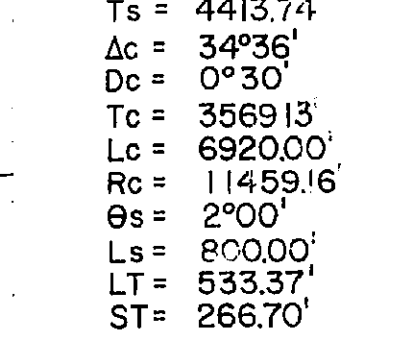 Ts = 4413.74
Δc = 34°36'
Dc = 0°30'
Tc = 3569.13'
Lc = 6920.00'
Rc = 11459.16'
Θs = 2°00'
Ls = 800.00'
LT = 533.37'
ST = 266.70'